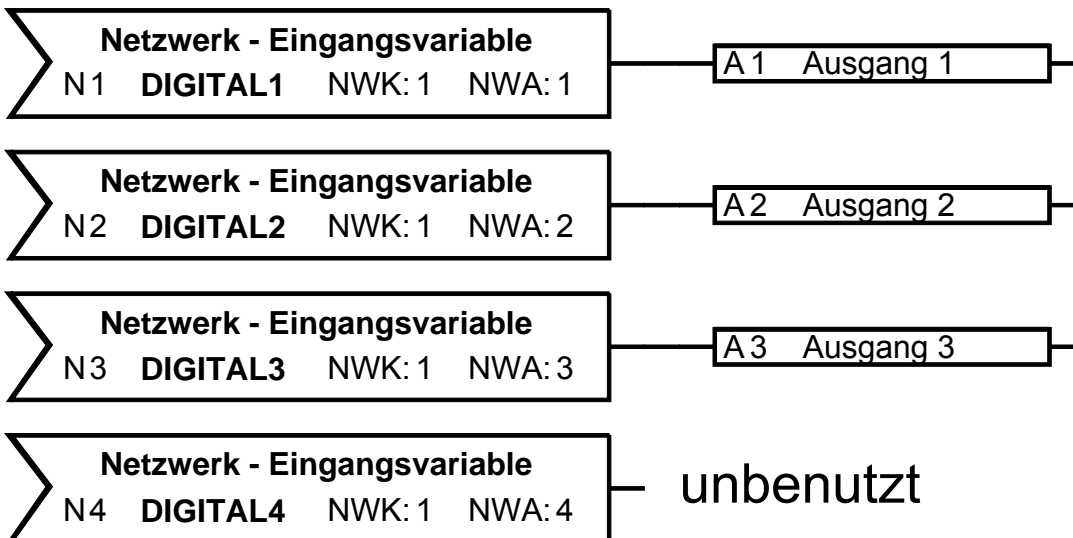 Netzwerk - Eingangsvariable
N1 DIGITAL1 NWK: 1 NWA: 1
A1 Ausgang 1
Netzwerk - Eingangsvariable
N2 DIGITAL2 NWK: 1 NWA: 2
A2 Ausgang 2
Netzwerk - Eingangsvariable
N3 DIGITAL3 NWK: 1 NWA: 3
A3 Ausgang 3
Netzwerk - Eingangsvariable
N4 DIGITAL4 NWK: 1 NWA: 4
unbenutzt